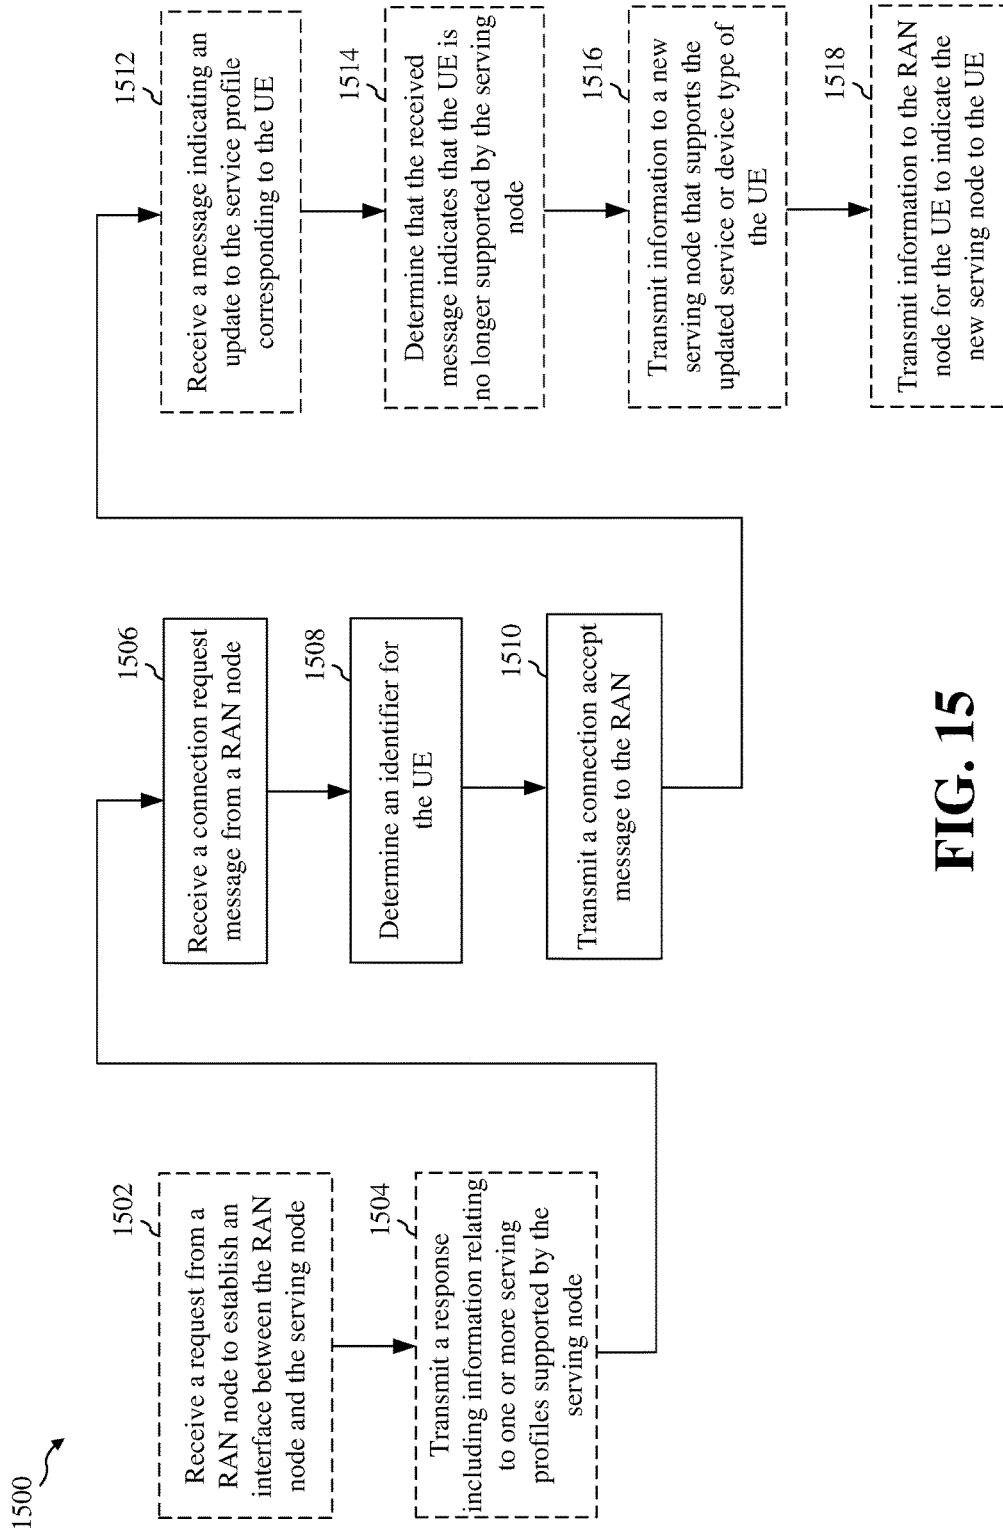 1500
1502
Receive a request from a
RAN node to establish an
interface between the RAN
node and the serving node
1504
Transmit a response
including information relating
to one or more serving
profiles supported by the
serving node
1506
Receive a connection request
message from a RAN node
1508
Determine an identifier for
the UE
1510
Transmit a connection accept
message to the RAN
1512
Receive a message indicating an
update to the service profile
corresponding to the UE
1514
Determine that the received
message indicates that the UE is
no longer supported by the serving
node
1516
Transmit information to a new
serving node that supports the
updated service or device type of
the UE
1518
Transmit information to the RAN
node for the UE to indicate the
new serving node to the UE
FIG. 15